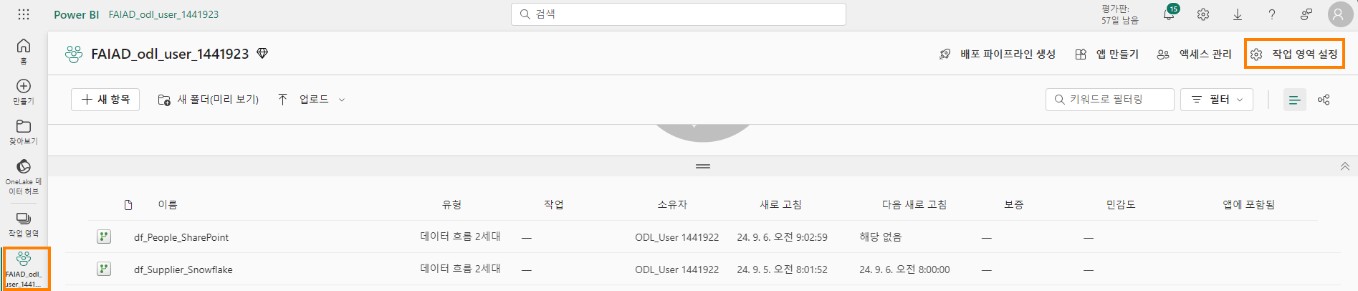 Power BI FAIAD_odl_user_1441923 검색 평가판: 15
57일 남음
홈
FAIAD_odl_user_1441923 배포 파이프라인 생성 앱 만들기 액세스 관리 작업 영역 설정
만들기
+ 새 항목 새 폴더(미리 보기) 업로드 키워드로 필터링 필터
찾아보기
OneLake 데
이터 허브
이름 유형 작업 소유자 새로 고침 다음 새로 고침 보증 민감도 앱에 포함됨
작업 영역
df_People_SharePoint 데이터 흐름 2세대 — ODL_User 1441922 24. 9. 6. 오전 9:02:59 해당 없음 — —
df_Supplier_Snowflake 데이터 흐름 2세대 — ODL_User 1441922 24. 9. 5. 오전 8:01:52 24. 9. 6. 오전 8:00:00 — —
FAIAD_odl_
user_1441...